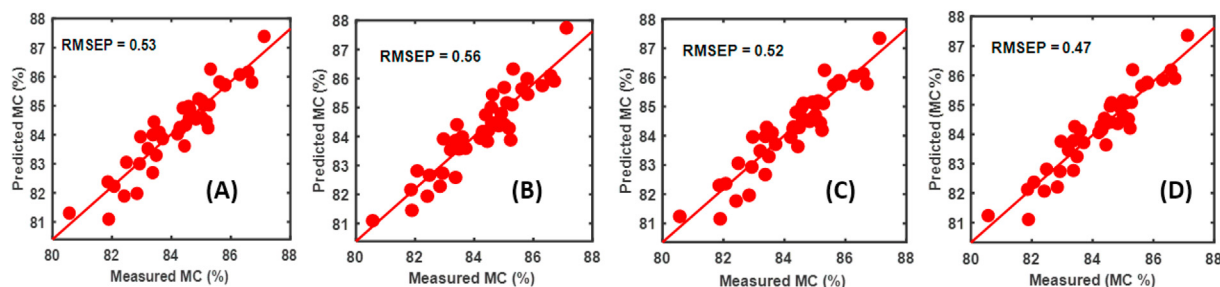 RMSEP = 0.53
Predicted MC (%)
88
87
86
85
84
83
82
81
(A)
80 82 84 86 88
Measured MC (%)
RMSEP = 0.56
Predicted MC (%)
88
87
86
85
84
83
82
81
(B)
80 82 84 86 88
Measured MC (%)
RMSEP = 0.52
Predicted MC (%)
88
87
86
85
84
83
82
81
(C)
80 82 84 86 88
Measured MC (%)
RMSEP = 0.47
Predicted (MC %)
88
87
86
85
84
83
82
81
(D)
80 82 84 86 88
Measured (MC %)